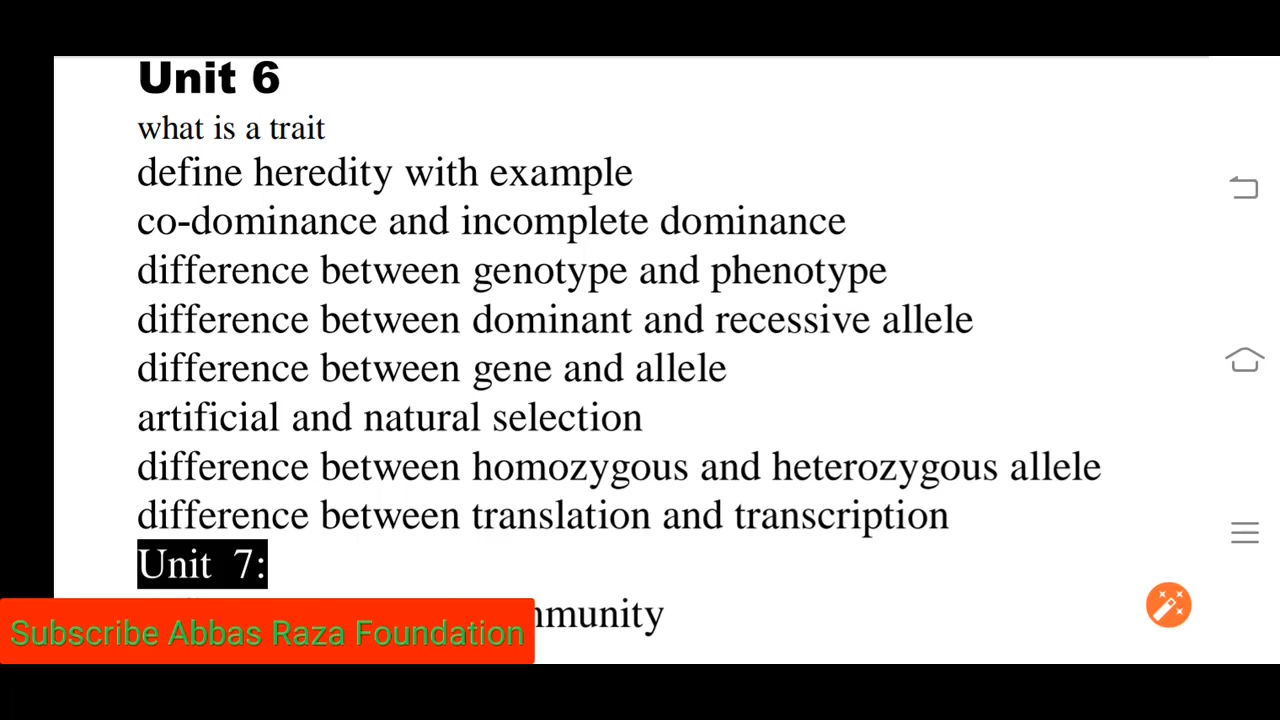 Unit 6
what is a trait
define heredity with example
co-dominance and incomplete dominance
difference between genotype and phenotype
difference between dominant and recessive allele
difference between gene and allele
artificial and natural selection
difference between homozygous and heterozygous allele
difference between translation and transcription
Unit 7:
Subscribe Abbas Raza Foundation